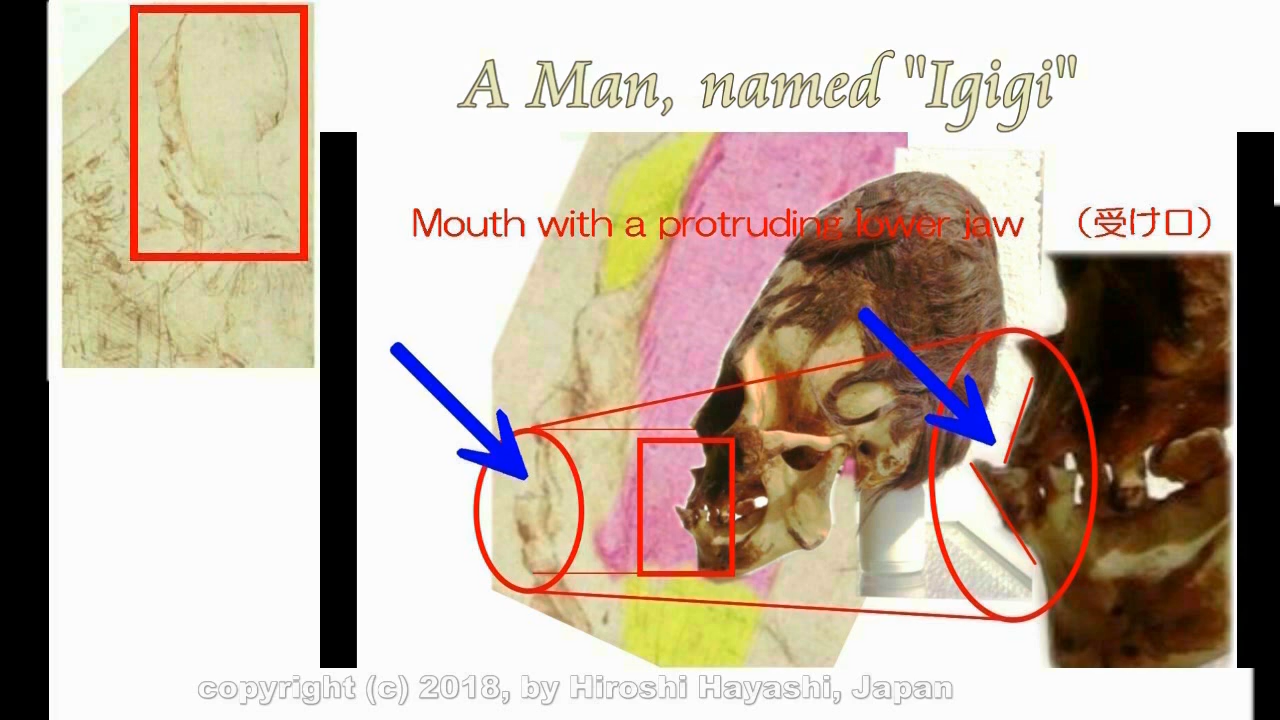 A Man, named "Igigi"
Mouth with a protruding lower jaw （受け口）
copyright (c) 2018, by Hiroshi Hayashi, Japan